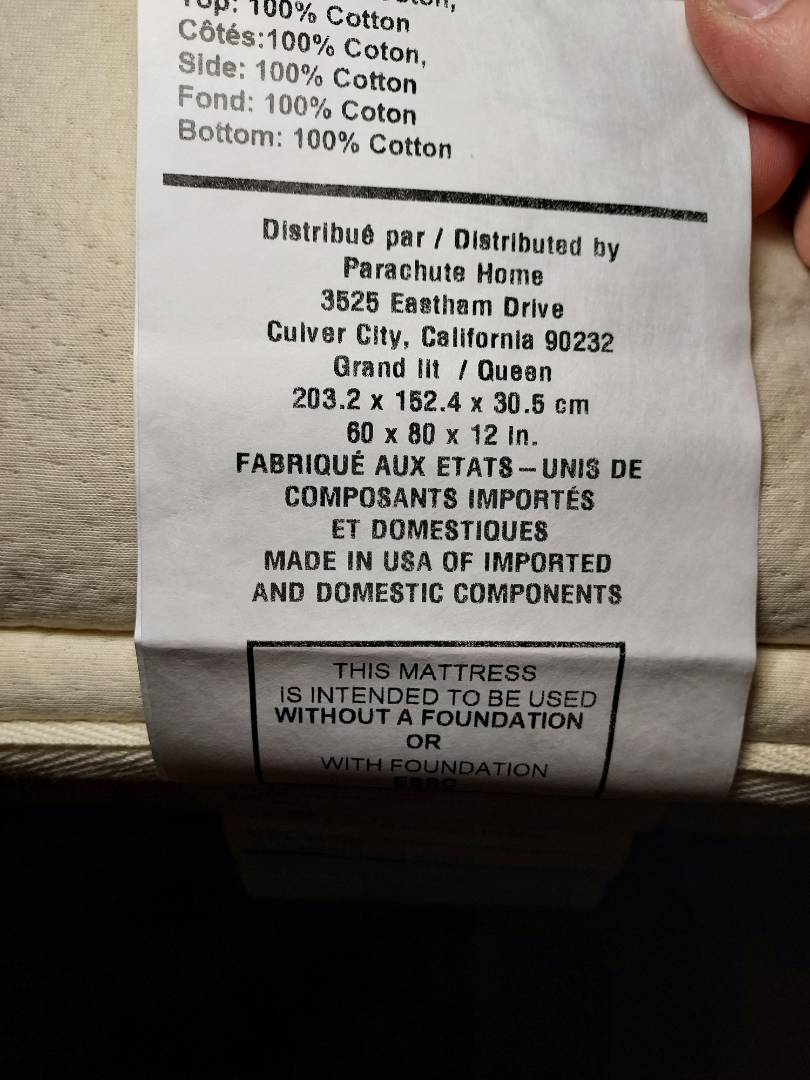 Top: 100% Cotton
Côtés:100% Coton,
Side: 100% Cotton
Fond: 100% Coton
Bottom: 100% Cotton
Distribué par / Distributed by
Parachute Home
3525 Eastham Drive
Culver City, California 90232
Grand lit / Queen
203.2 x 152.4 x 30.5 cm
60 x 80 x 12 in.
FABRIQUÉ AUX ETATS–UNIS DE
COMPOSANTS IMPORTÉS
ET DOMESTIQUES
MADE IN USA OF IMPORTED
AND DOMESTIC COMPONENTS
THIS MATTRESS
IS INTENDED TO BE USED
WITHOUT A FOUNDATION
OR
WITH FOUNDATION